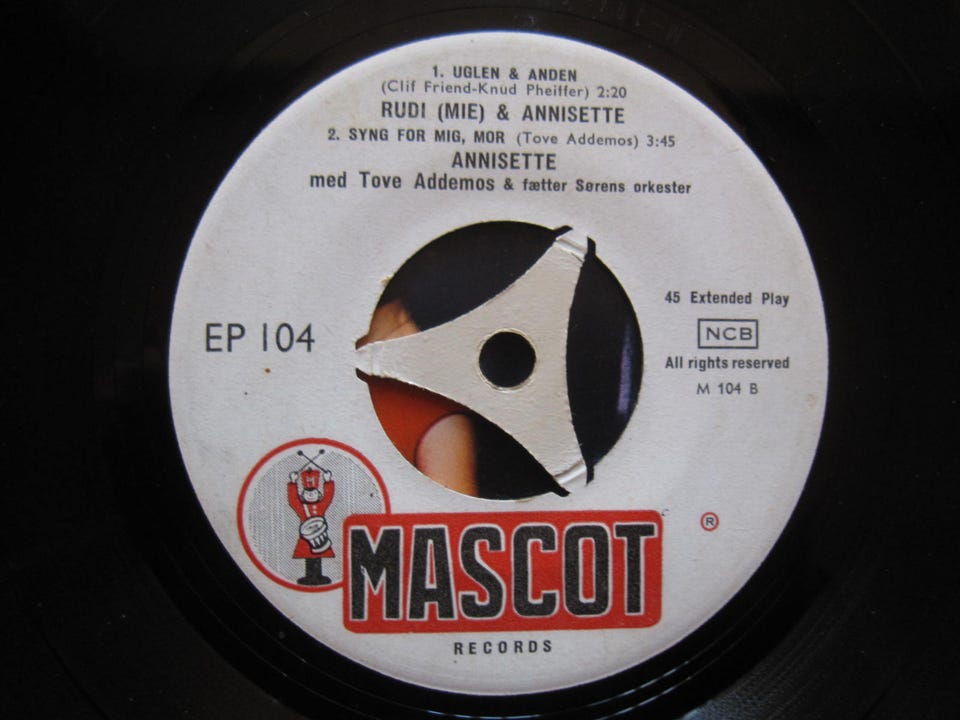 1. UGLEN & ANDEN
(Clif Friend-Knud Pheiffer) 2:20
RUDI (MIE) & ANNISETTE
2. SYNG FOR MIG, MOR (Tove Addemos) 3:45
ANNISETTE
med Tove Addemos & fætter Sørens orkester
EP 104
45 Extended Play
NCB
All rights reserved
M 104 B
M
MASCOT
®
RECORDS